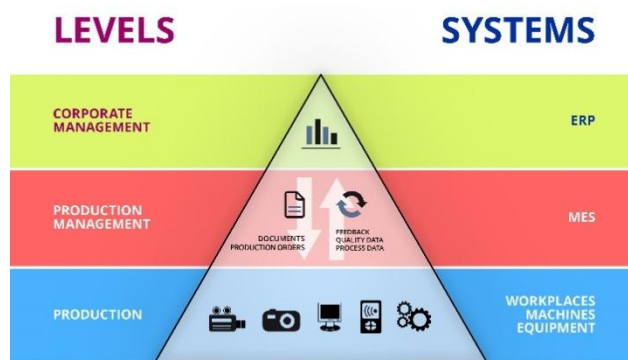 LEVELS
SYSTEMS
CORPORATE
MANAGEMENT
ERP
PRODUCTION
MANAGEMENT
DOCUMENTS
PRODUCTION ORDERS
FEEDBACK
QUALITY DATA
PROCESS DATA
MES
PRODUCTION
WORKPLACES
MACHINES
EQUIPMENT